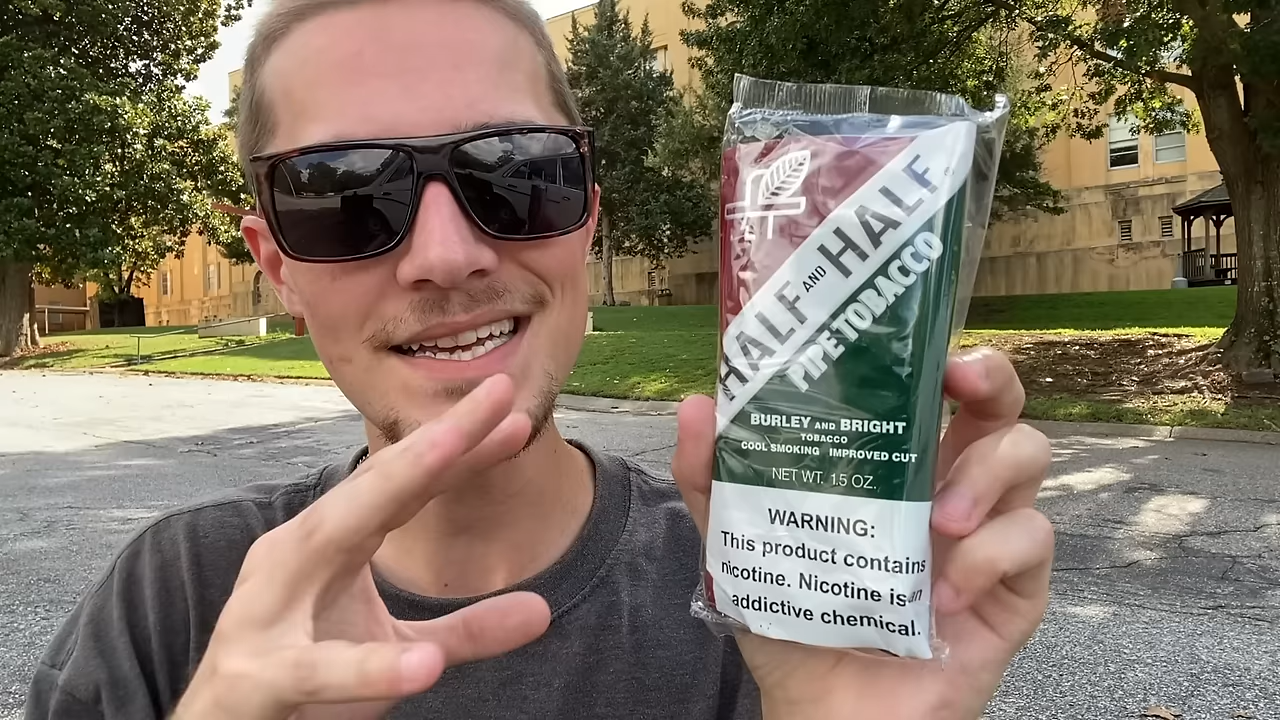 HALF AND HALF
PIPE TOBACCO
BURLEY AND BRIGHT
TOBACCO
COOL SMOKING IMPROVED CUT
NET WT. 1.5 OZ.
WARNING:
This product contains
nicotine. Nicotine is an
addictive chemical.